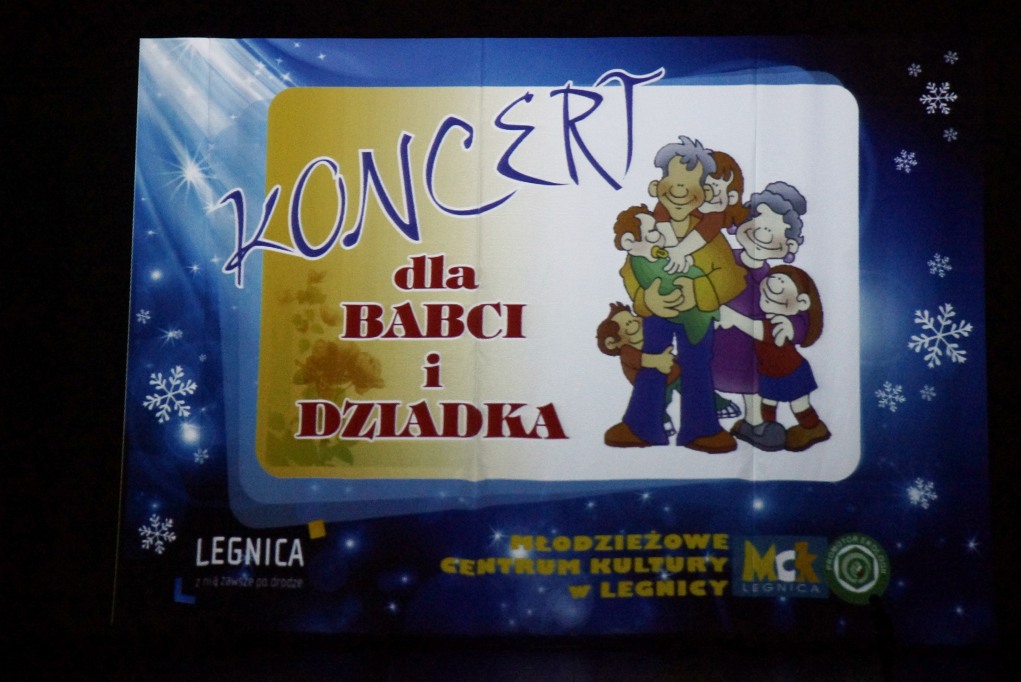 KONCERT
dla
BABCI
i
DZIADKA
LEGNICA
z nią zawsze po drodze
MŁODZIEŻOWE
CENTRUM KULTURY
w LEGNICY
MCK
LEGNICA